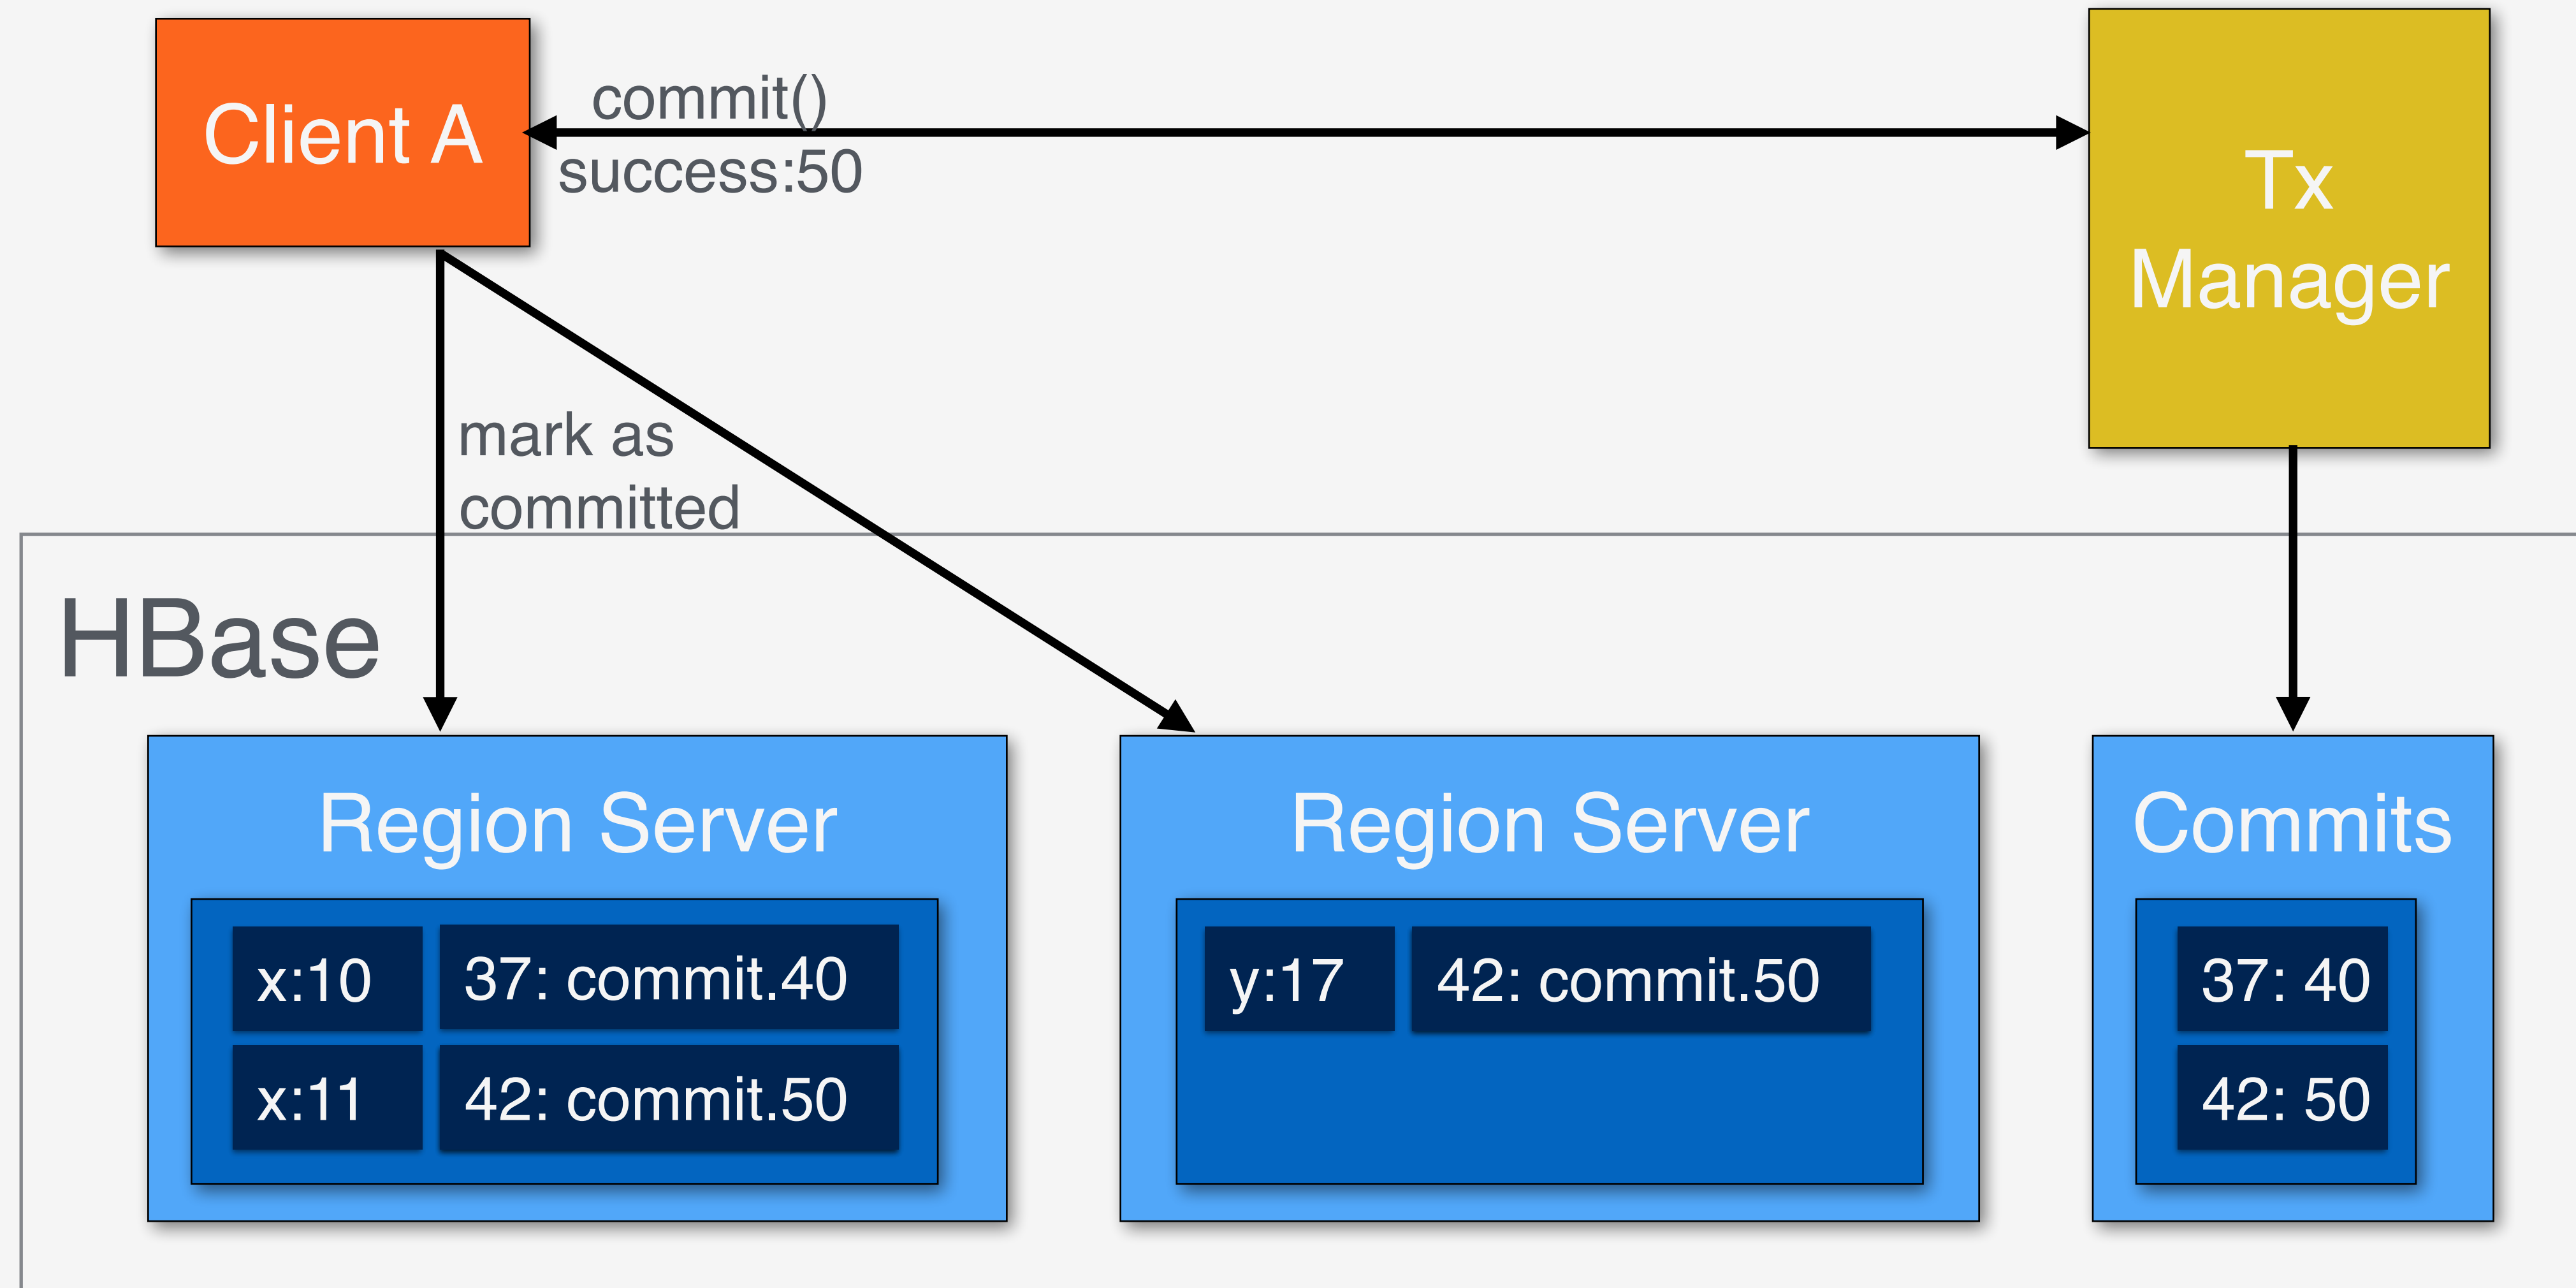 Client A
commit()
success:50
Tx
Manager
mark as
committed
HBase
Region Server
x:10
37: commit.40
x:11
42: commit.50
Region Server
y:17
42: commit.50
Commits
37: 40
42: 50